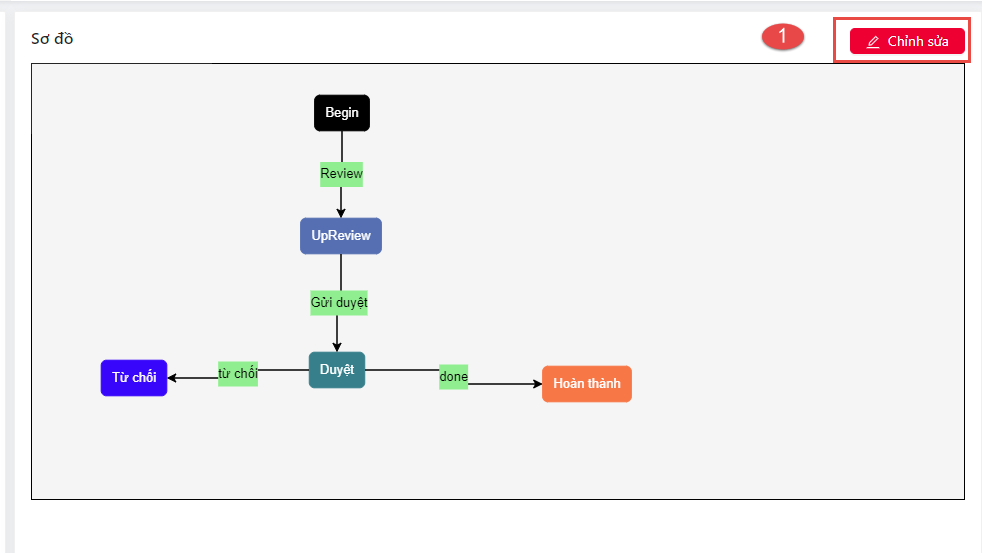 Sơ đồ
1
Chỉnh sửa
Begin
Review
UpReview
Gửi duyệt
Từ chối
từ chối
Duyệt
done
Hoàn thành